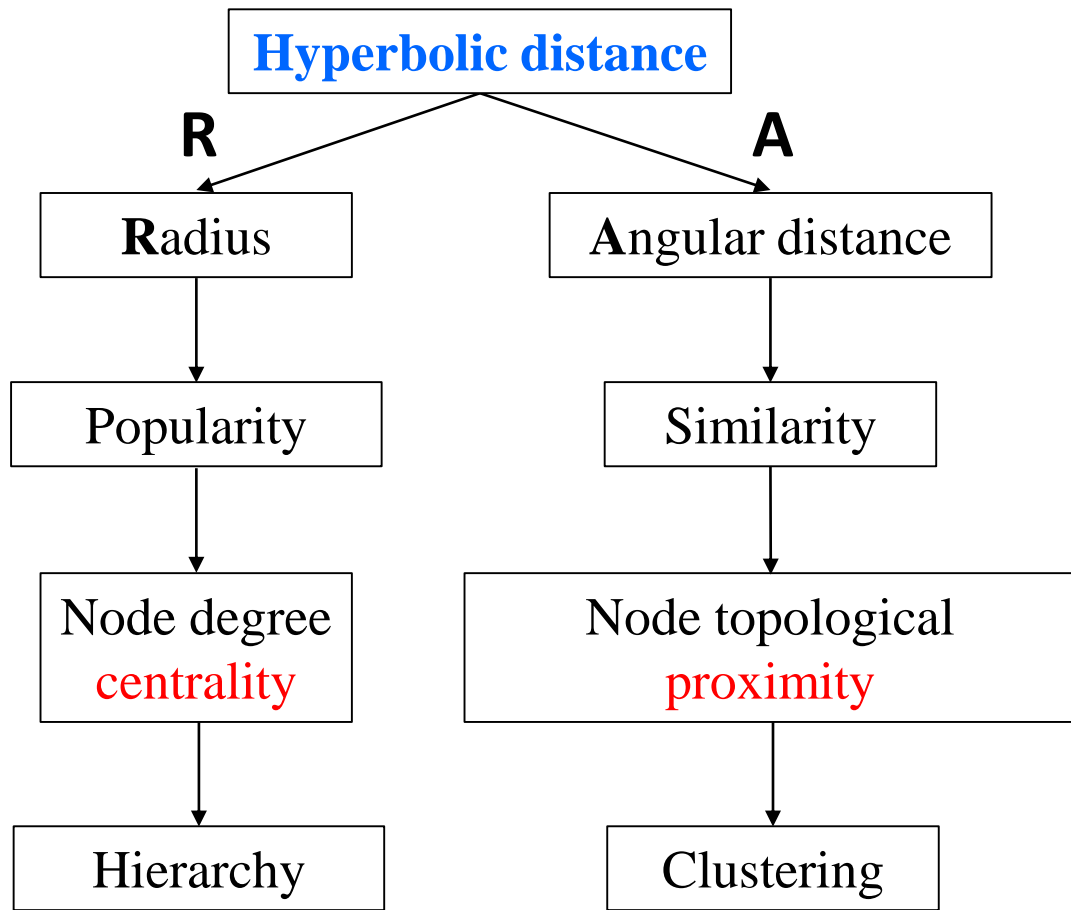 Hyperbolic distance
R
A
Radius
Angular distance
Popularity
Similarity
Node degree
centrality
Node topological
proximity
Hierarchy
Clustering